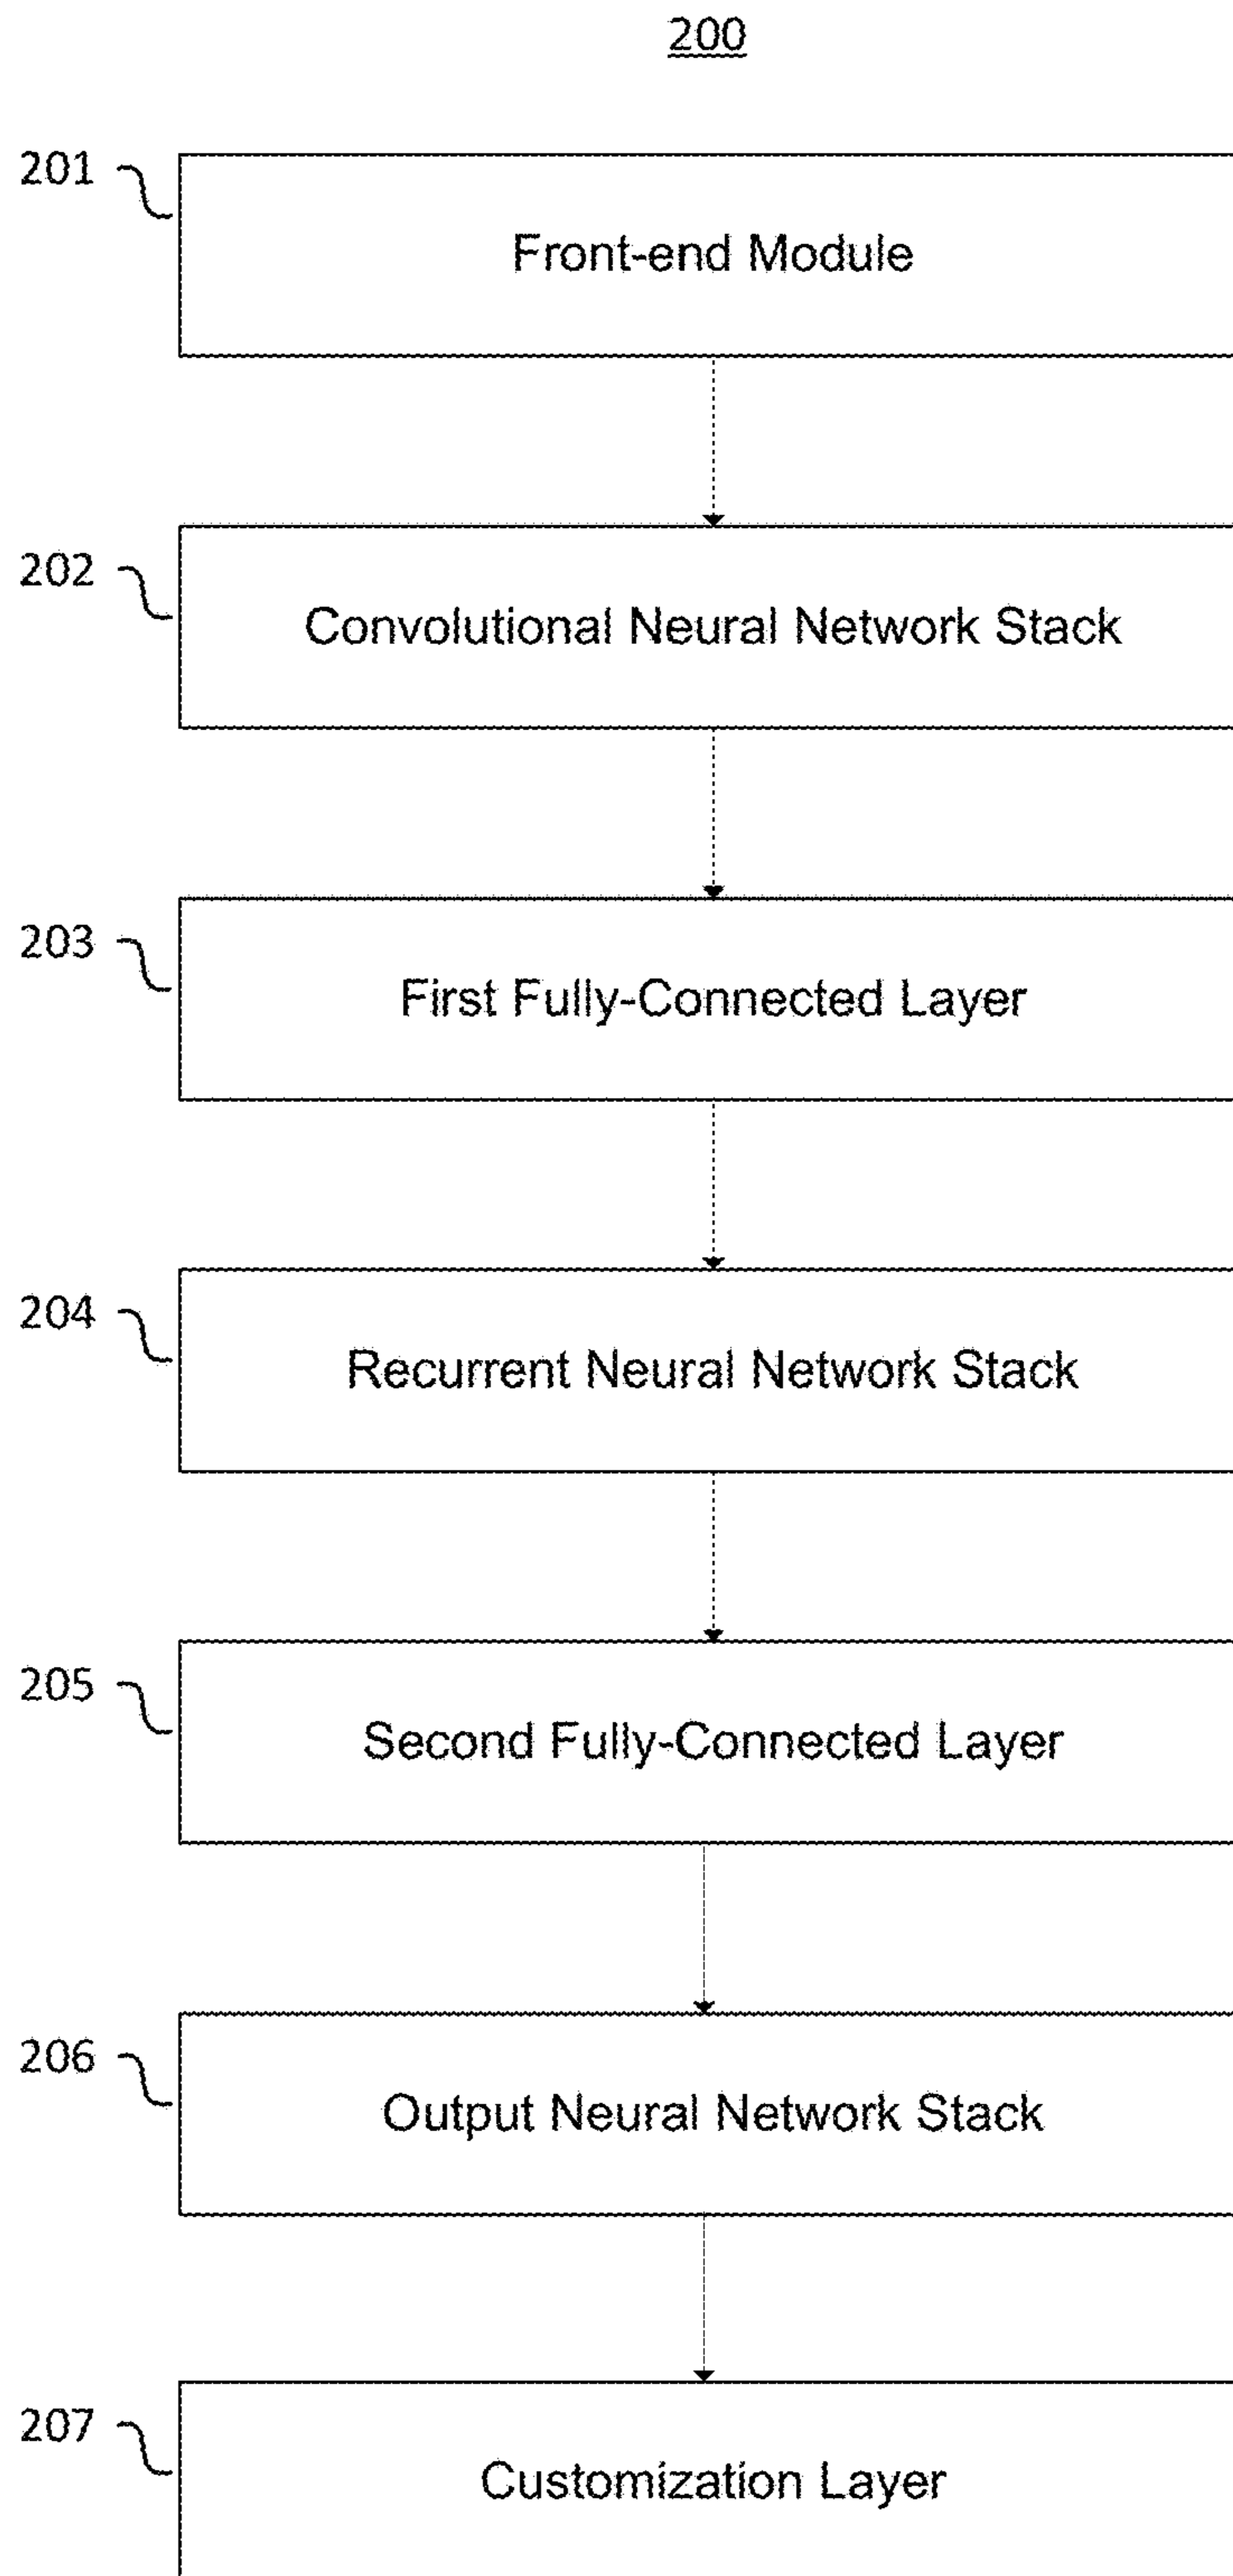 200
201
Front-end Module
202
Convolutional Neural Network Stack
203
First Fully-Connected Layer
204
Recurrent Neural Network Stack
205
Second Fully-Connected Layer
206
Output Neural Network Stack
207
Customization Layer